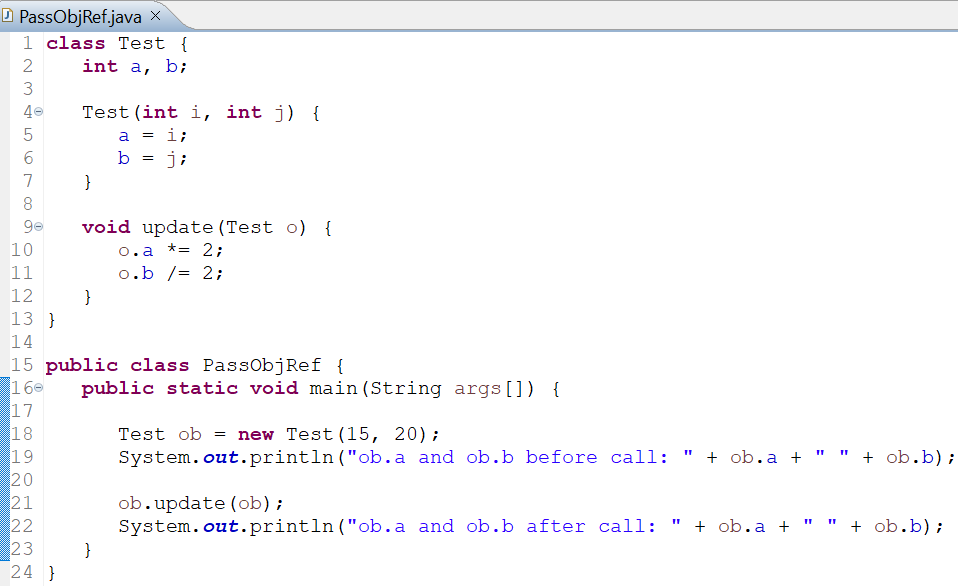 PassObjRef.java
1 class Test {
2    int a, b;
3
4    Test(int i, int j) {
5       a = i;
6       b = j;
7    }
8
9    void update(Test o) {
10       o.a *= 2;
11       o.b /= 2;
12    }
13 }
14
15 public class PassObjRef {
16    public static void main(String args[]) {
17
18       Test ob = new Test(15, 20);
19       System.out.println("ob.a and ob.b before call: " + ob.a + " " + ob.b);
20
21       ob.update(ob);
22       System.out.println("ob.a and ob.b after call: " + ob.a + " " + ob.b);
23    }
24 }